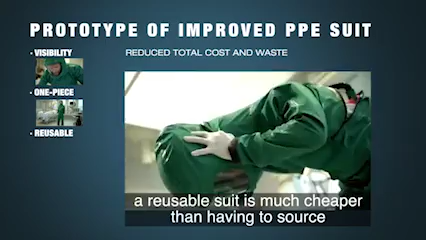 PROTOTYPE OF IMPROVED PPE SUIT
· VISIBILITY
REDUCED TOTAL COST AND WASTE
· ONE-PIECE
· REUSABLE
a reusable suit is much cheaper
than having to source